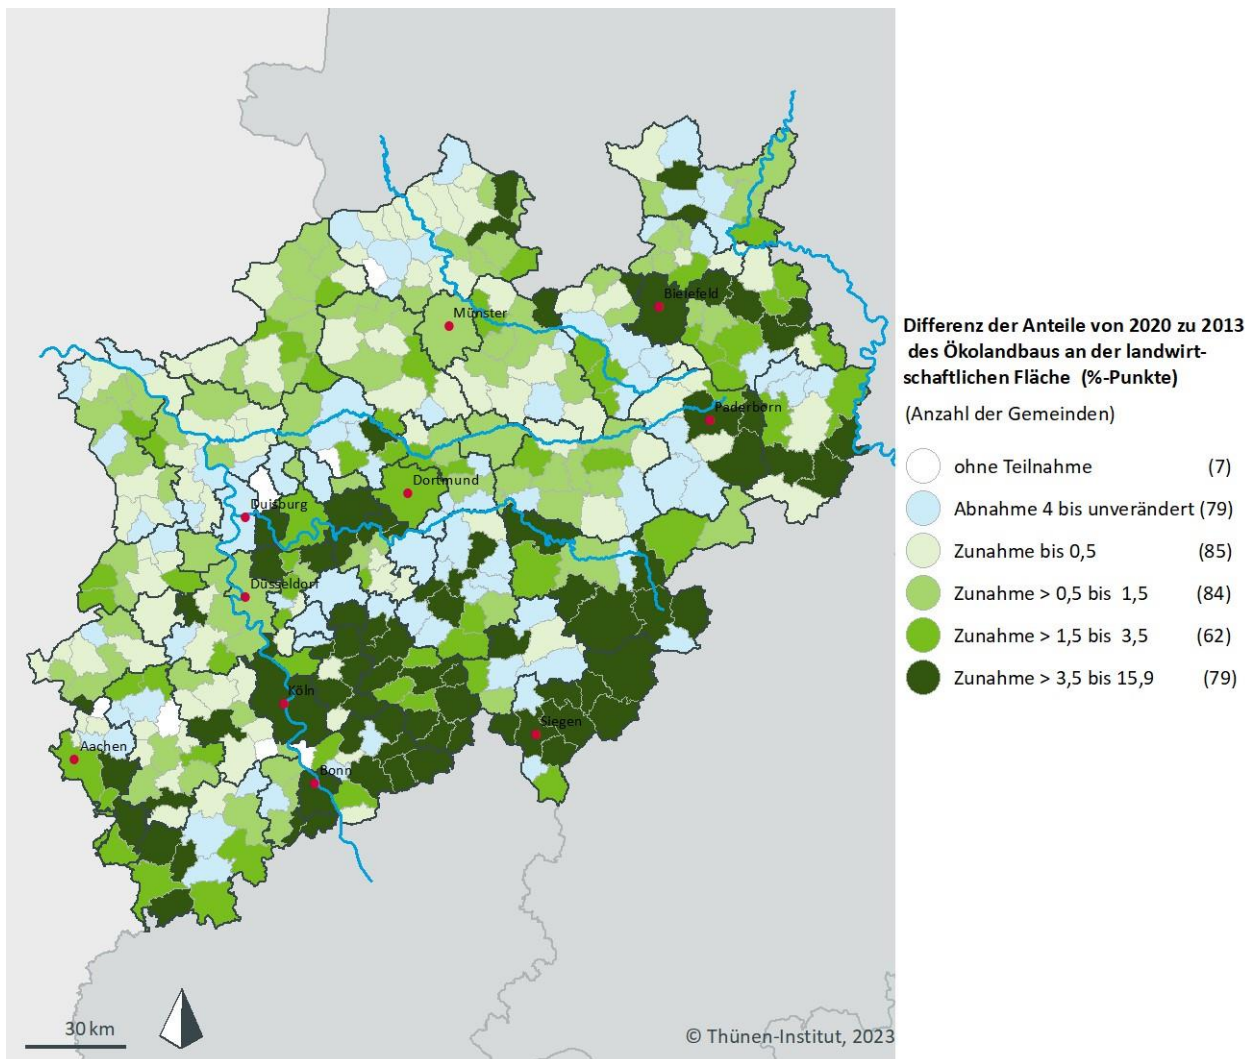 Bielefeld
Münster
Paderborn
Dortmund
Duisburg
Düsseldorf
Köln
Siegen
Aachen
Bonn
30 km
© Thünen-Institut, 2023
Differenz der Anteile von 2020 zu 2013
des Ökolandbaus an der landwirt-
schaftlichen Fläche (%-Punkte)
(Anzahl der Gemeinden)
ohne Teilnahme (7)
Abnahme 4 bis unverändert (79)
Zunahme bis 0,5 (85)
Zunahme > 0,5 bis 1,5 (84)
Zunahme > 1,5 bis 3,5 (62)
Zunahme > 3,5 bis 15,9 (79)